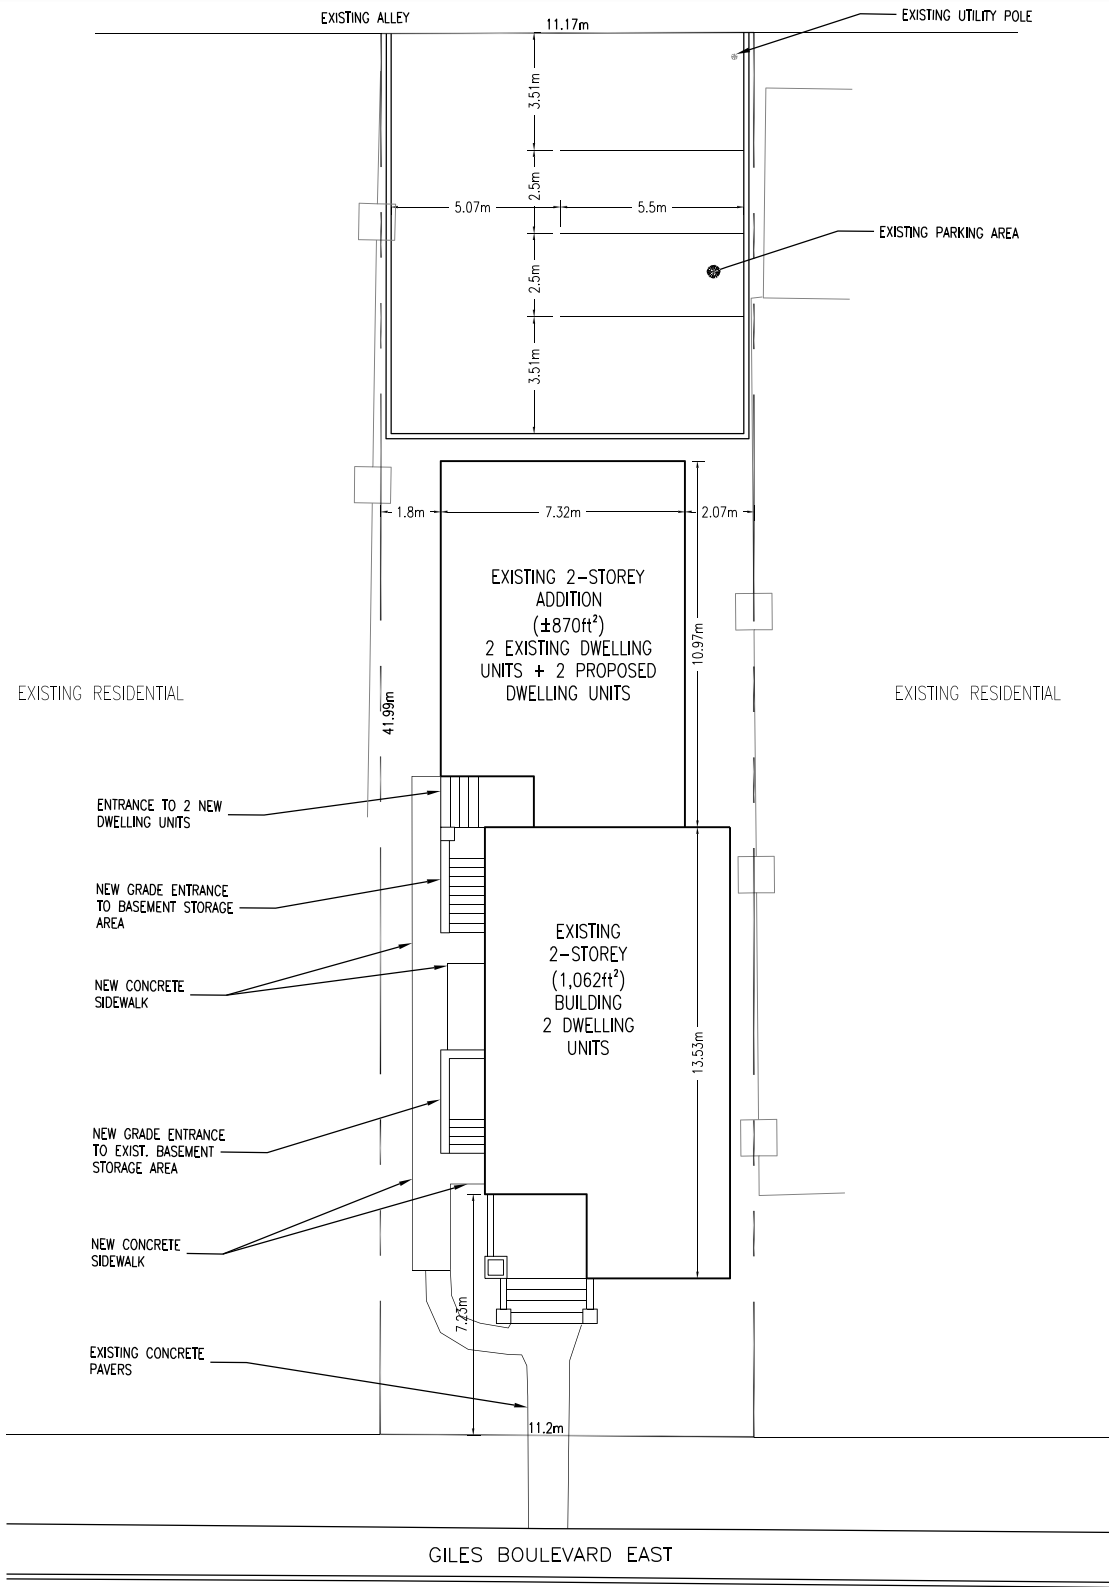 EXISTING ALLEY
11.17m
EXISTING UTILITY POLE
3.51m
2.5m
5.07m
5.5m
EXISTING PARKING AREA
2.5m
3.51m
1.8m
7.32m
2.07m
EXISTING 2-STOREY
ADDITION
(±870ft²)
2 EXISTING DWELLING
UNITS + 2 PROPOSED
DWELLING UNITS
10.97m
EXISTING RESIDENTIAL
41.99m
EXISTING RESIDENTIAL
ENTRANCE TO 2 NEW
DWELLING UNITS
NEW GRADE ENTRANCE
TO BASEMENT STORAGE
AREA
EXISTING
2-STOREY
(1,062ft²)
BUILDING
2 DWELLING
UNITS
NEW CONCRETE
SIDEWALK
13.53m
NEW GRADE ENTRANCE
TO EXIST. BASEMENT
STORAGE AREA
NEW CONCRETE
SIDEWALK
7.23m
EXISTING CONCRETE
PAVERS
11.2m
GILES BOULEVARD EAST